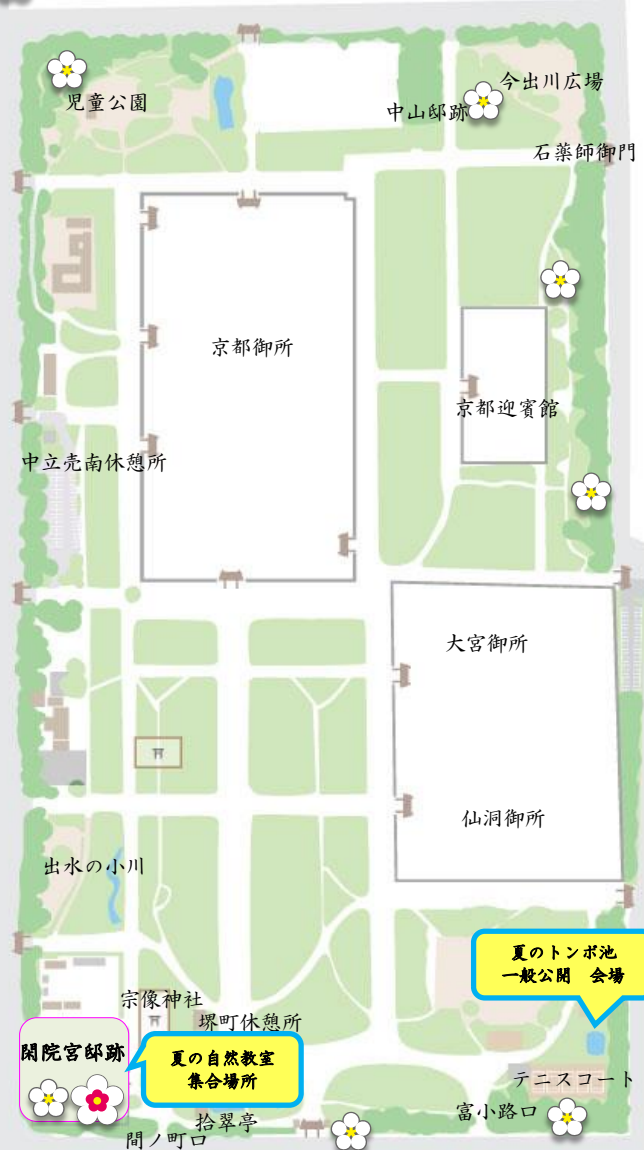 児童公園
今出川広場
中山邸跡
石薬師御門
京都御所
京都迎賓館
中立売南休憩所
大宮御所
仙洞御所
出水の小川
夏のトンボ池
一般公開　会場
宗像神社
堺町休憩所
閑院宮邸跡
夏の自然教室
集合場所
テニスコート
富小路口
拾翠亭
間ノ町口